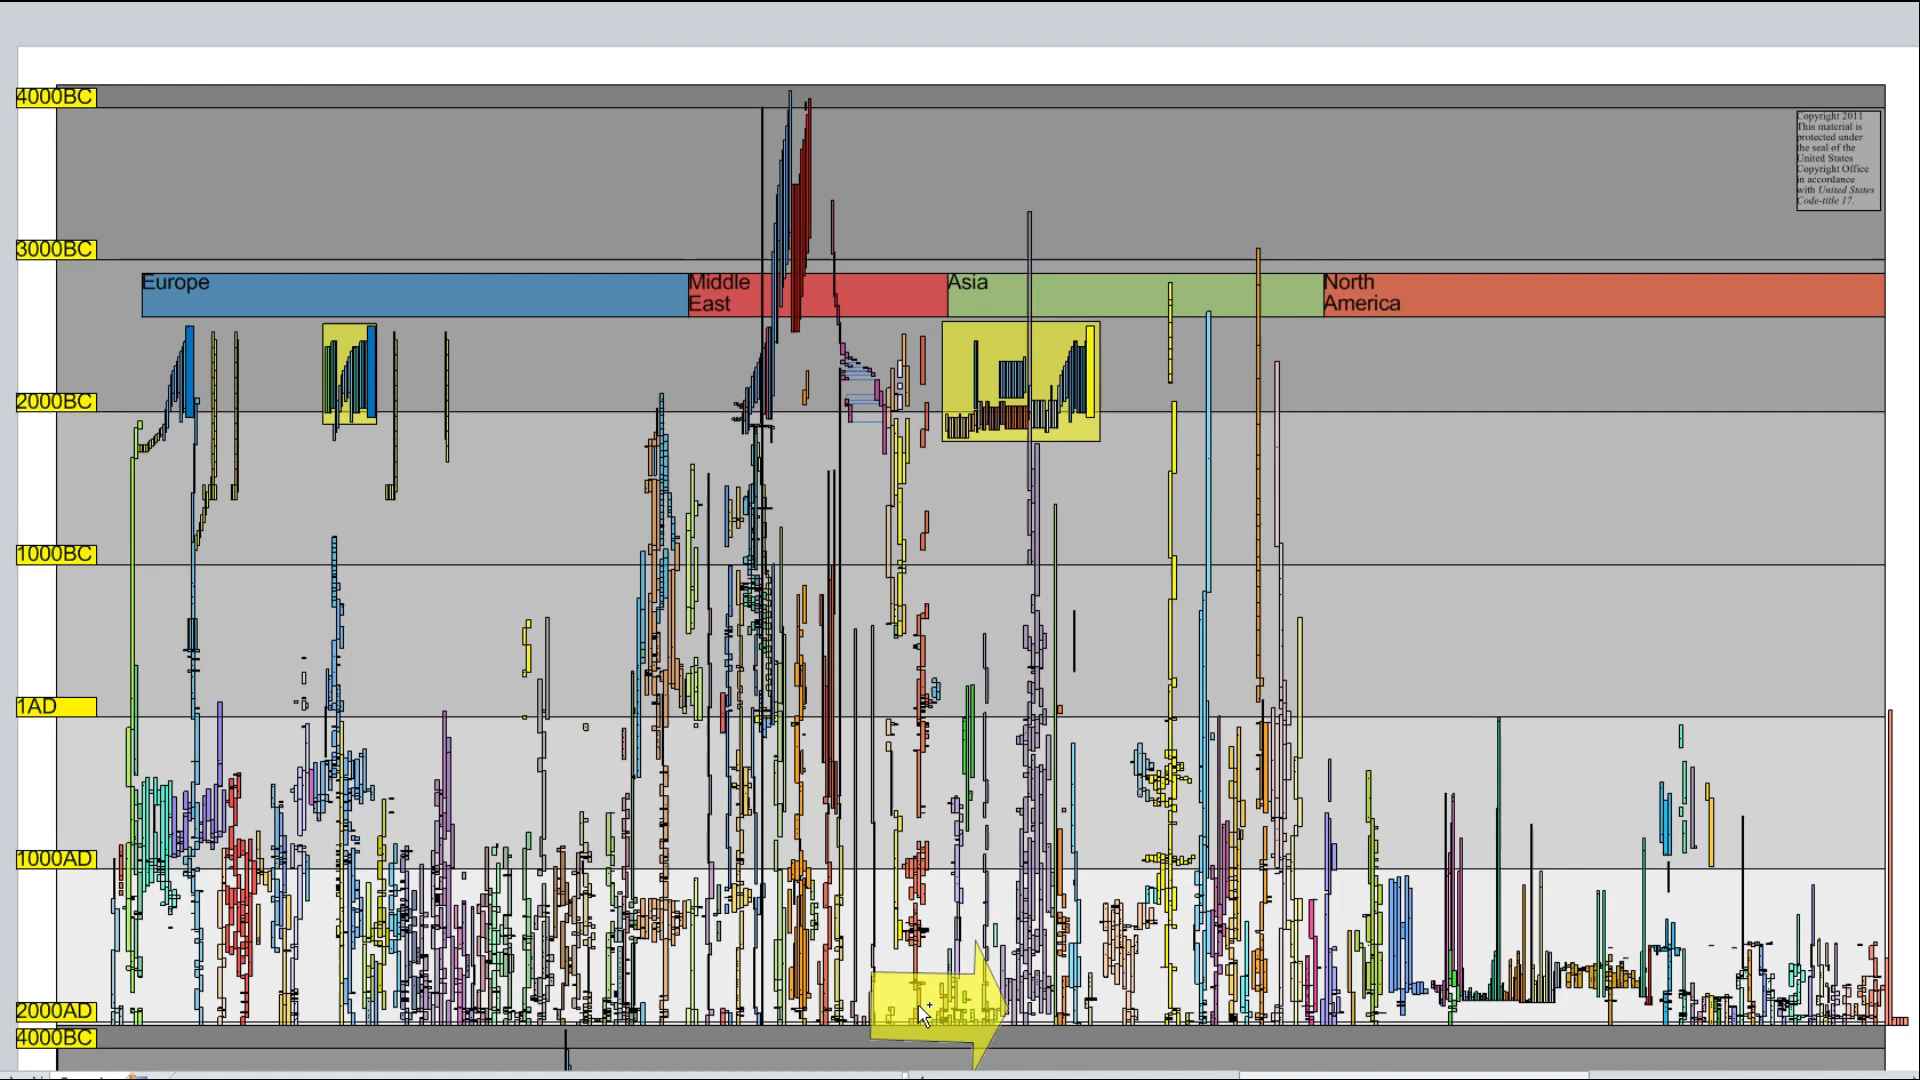 4000BC
Copyright 2011
This material is
protected under
the seal of the
United States
Copyright Office
in accordance
with United States
Code-title 17.
3000BC
Europe
Middle
East
Asia
North
America
2000BC
1000BC
1AD
1000AD
2000AD
4000BC